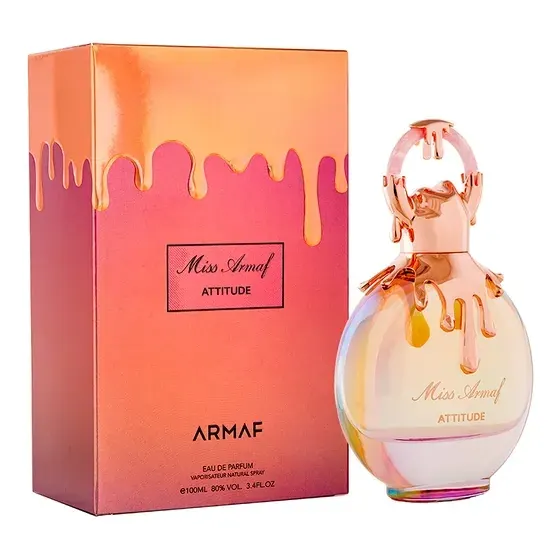 Miss Armaf
ATTITUDE
ARMAF
EAU DE PARFUM
VAPORISATEUR NATURAL SPRAY
℮100ML 80% VOL. 3.4FL.OZ
Miss Armaf
ATTITUDE